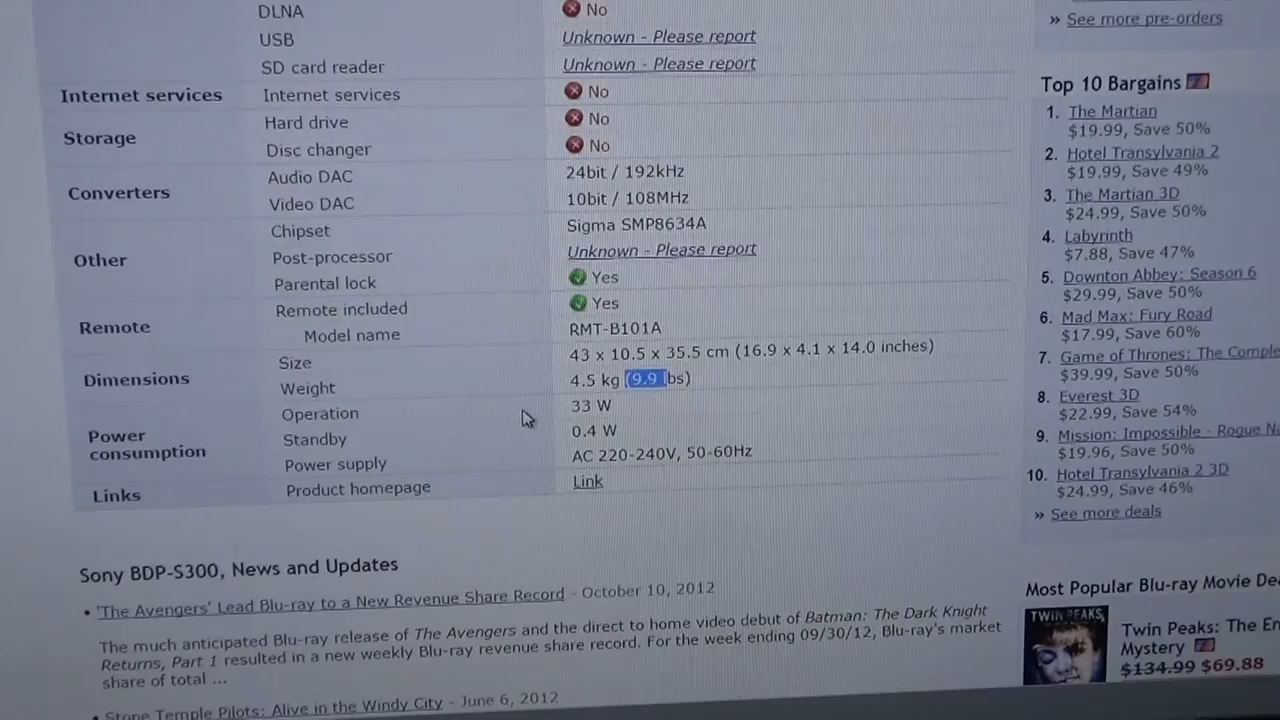 DLNA No
USB Unknown - Please report
SD card reader Unknown - Please report
Internet services Internet services No
Storage Hard drive No
Disc changer No
Converters Audio DAC 24bit / 192kHz
Video DAC 10bit / 108MHz
Other Chipset Sigma SMP8634A
Post-processor Unknown - Please report
Parental lock Yes
Remote Remote included Yes
Model name RMT-B101A
Dimensions Size 43 x 10.5 x 35.5 cm (16.9 x 4.1 x 14.0 inches)
Weight 4.5 kg (9.9 lbs)
Power consumption Operation 33 W
Standby 0.4 W
Power supply AC 220-240V, 50-60Hz
Links Product homepage Link
Sony BDP-S300, News and Updates
• 'The Avengers' Lead Blu-ray to a New Revenue Share Record - October 10, 2012
The much anticipated Blu-ray release of The Avengers and the direct to home video debut of Batman: The Dark Knight
Returns, Part 1 resulted in a new weekly Blu-ray revenue share record. For the week ending 09/30/12, Blu-ray's market
share of total ...
• Stone Temple Pilots: Alive in the Windy City - June 6, 2012
» See more pre-orders
Top 10 Bargains
1. The Martian
$19.99, Save 50%
2. Hotel Transylvania 2
$19.99, Save 49%
3. The Martian 3D
$24.99, Save 50%
4. Labyrinth
$7.88, Save 47%
5. Downton Abbey: Season 6
$29.99, Save 50%
6. Mad Max: Fury Road
$17.99, Save 60%
7. Game of Thrones: The Comple
$39.99, Save 50%
8. Everest 3D
$22.99, Save 54%
9. Mission: Impossible - Rogue Na
$19.96, Save 50%
10. Hotel Transylvania 2 3D
$24.99, Save 46%
» See more deals
Most Popular Blu-ray Movie Dea
TWIN PEAKS
Twin Peaks: The En
Mystery
$134.99 $69.88